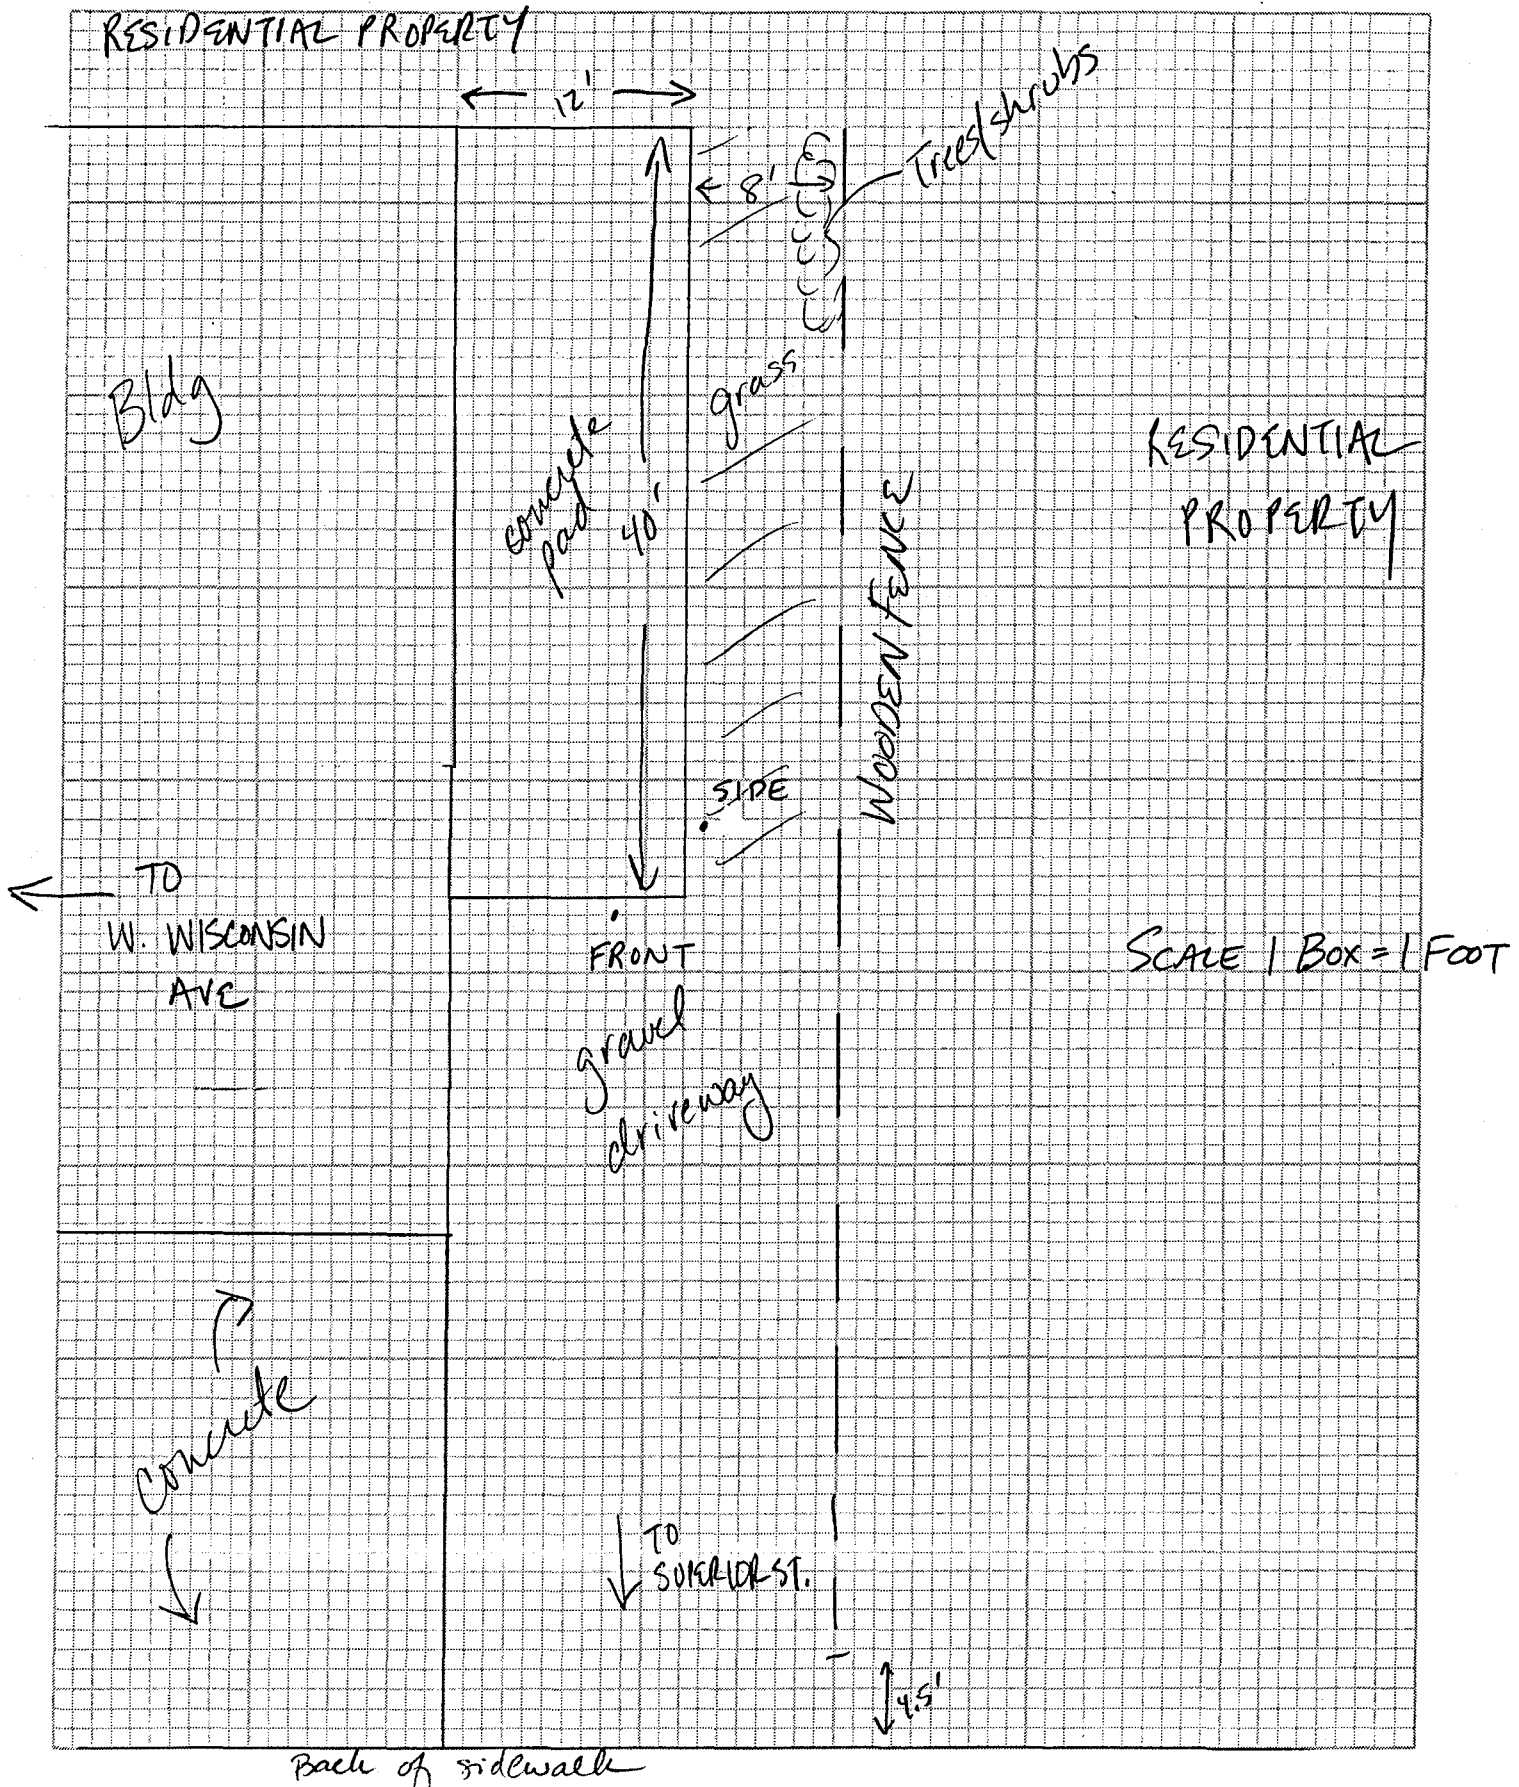 RESIDENTIAL PROPERTY
12'
8'
Trees/shrubs
Bldg
grass
concrete
pad
40'
RESIDENTIAL
PROPERTY
WOODEN FENCE
SIDE
TO
W. WISCONSIN
AVE
FRONT
SCALE 1 BOX = 1 FOOT
gravel
driveway
concrete
TO
SUPERIOR ST.
4.5'
Back of sidewalk